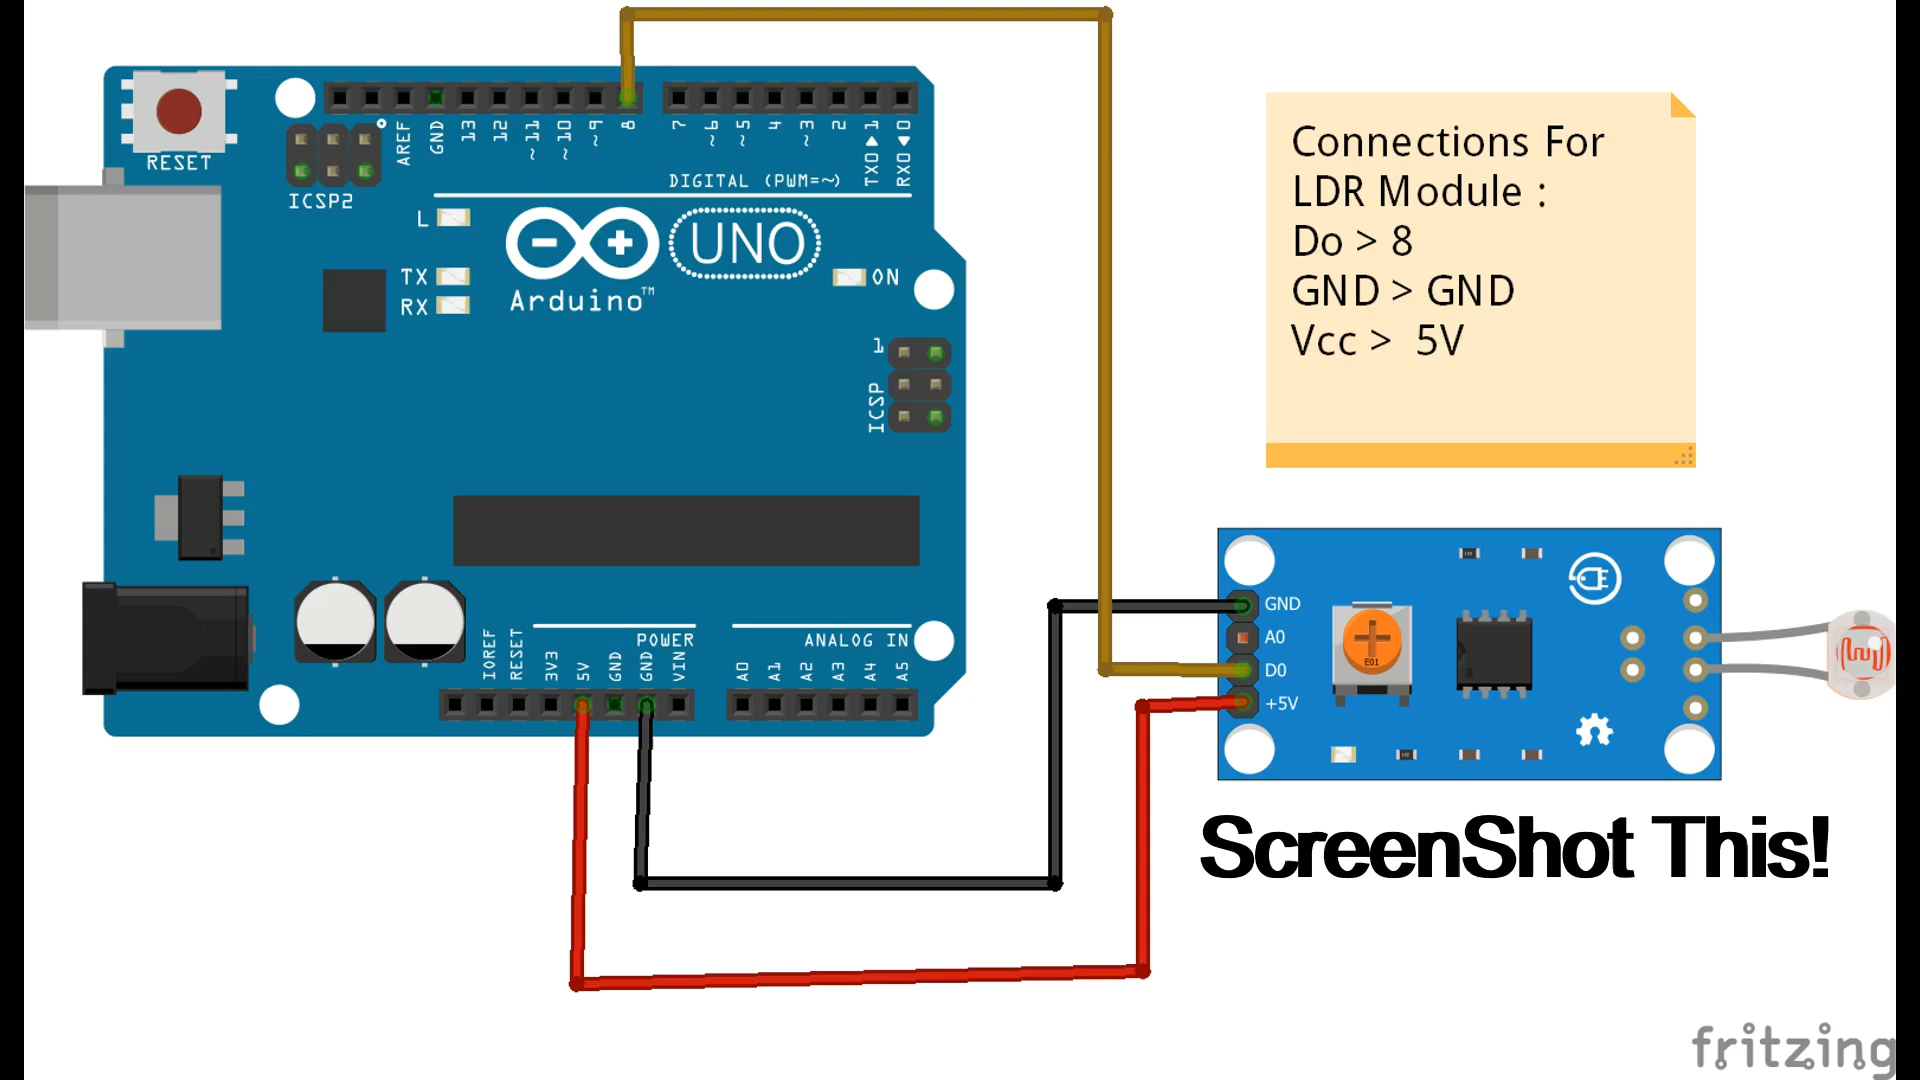 RESET
ICSP2
AREF
GND
13
12
~11
~10
~9
8
7
~6
~5
4
~3
2
TX0▶1
RX0◀0
DIGITAL (PWM=~)
L
TX
RX
UNO
Arduino™
ON
1
ICSP
IOREF
RESET
3V3
5V
GND
GND
VIN
POWER
ANALOG IN
A0
A1
A2
A3
A4
A5
Connections For
LDR Module :
Do > 8
GND > GND
Vcc > 5V
GND
A0
D0
+5V
E01
ScreenShot This!
fritzing